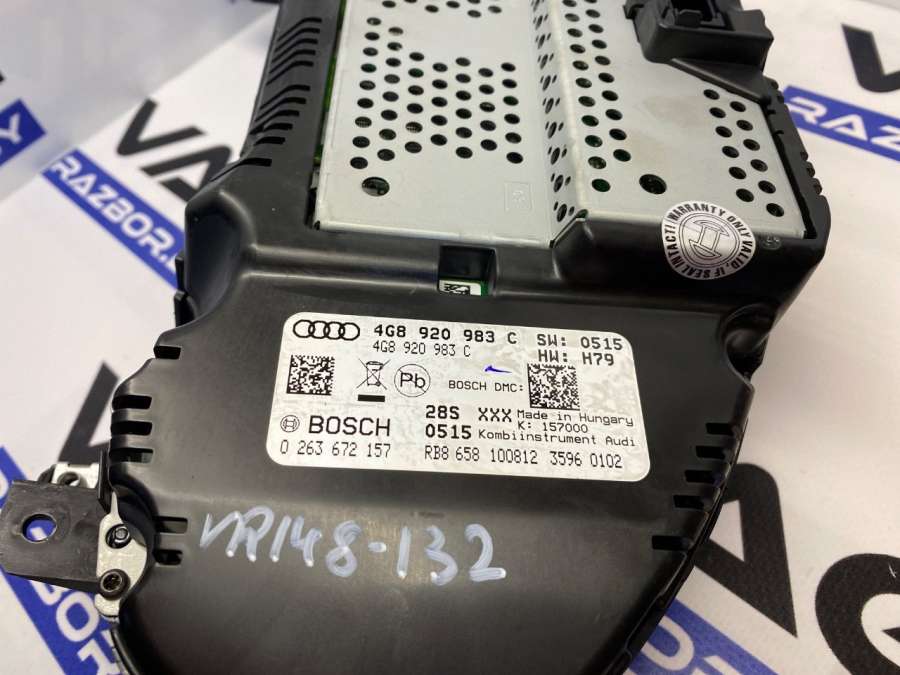 WARRANTY ONLY VALID, IF SEAL INTACT!
4G8 920 983 C SW: 0515
4G8 920 983 C HW: H79
Pb
BOSCH DMC:
BOSCH 28S XXX Made in Hungary
K: 157000
0515 Kombiinstrument Audi
0 263 672 157 RB8 658 100812 3596 0102
VAR148-132
RAZBOR
RAZBOR